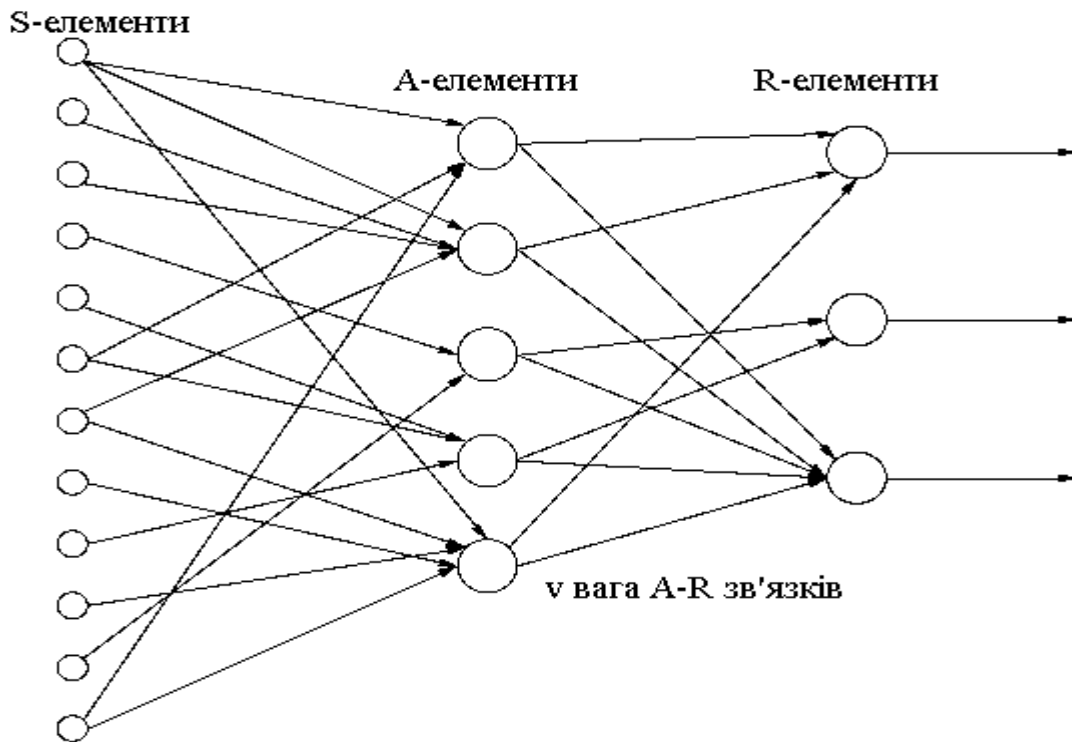 S-елементи
A-елементи
R-елементи
v вага A-R зв'язків